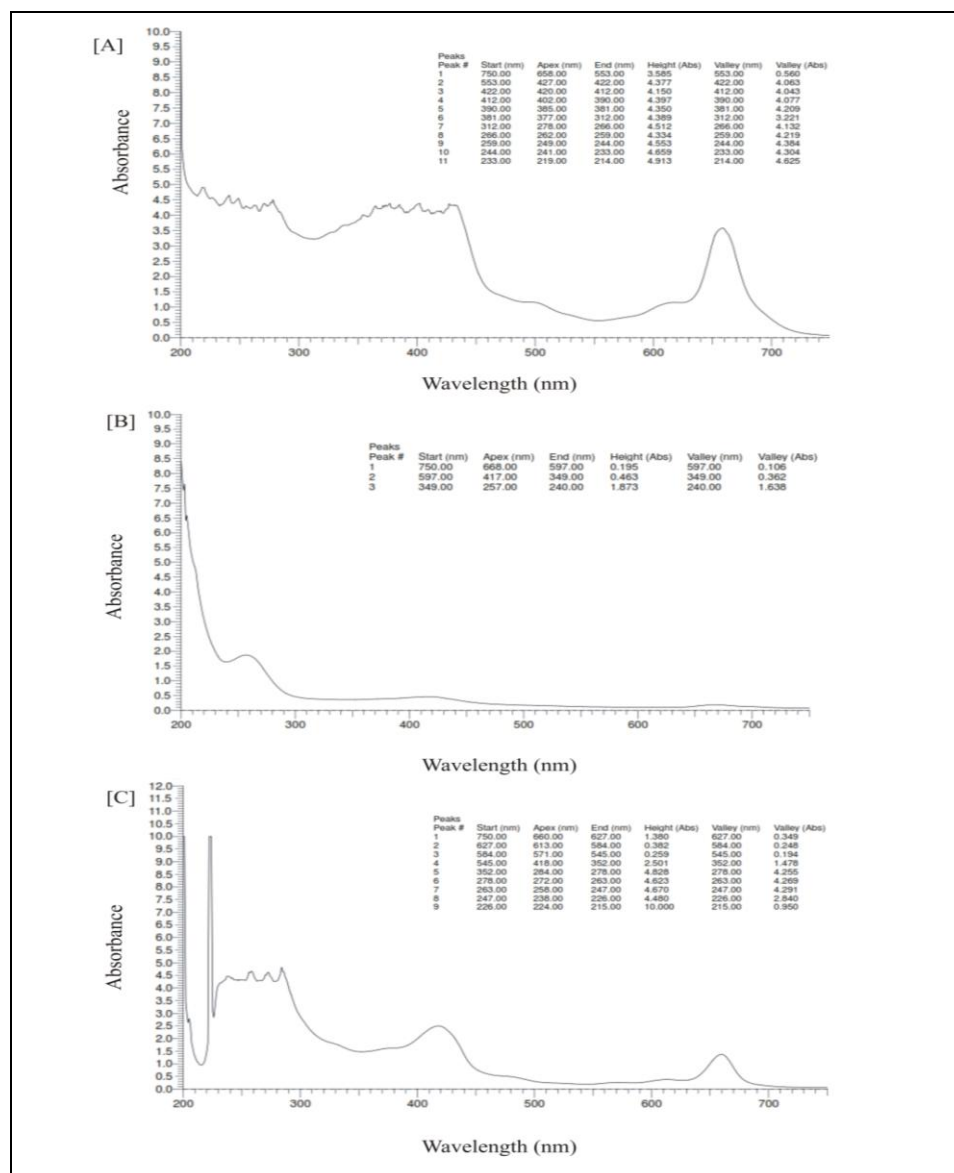 [A]
Absorbance
10.0
9.5
9.0
8.5
8.0
7.5
7.0
6.5
6.0
5.5
5.0
4.5
4.0
3.5
3.0
2.5
2.0
1.5
1.0
0.5
0.0
Peaks
Peak # Start (nm) Apex (nm) End (nm) Height (Abs) Valley (nm) Valley (Abs)
1 750.00 658.00 553.00 3.585 553.00 0.560
2 553.00 427.00 422.00 4.377 422.00 4.063
3 422.00 420.00 412.00 4.150 412.00 4.043
4 412.00 402.00 390.00 4.397 390.00 4.077
5 390.00 385.00 381.00 4.350 381.00 4.209
6 381.00 377.00 312.00 4.389 312.00 3.221
7 312.00 278.00 266.00 4.512 266.00 4.132
8 266.00 262.00 259.00 4.334 259.00 4.219
9 259.00 249.00 244.00 4.553 244.00 4.384
10 244.00 241.00 233.00 4.659 233.00 4.304
11 233.00 219.00 214.00 4.913 214.00 4.625
200 300 400 500 600 700
Wavelength (nm)
[B]
Absorbance
10.0
9.5
9.0
8.5
8.0
7.5
7.0
6.5
6.0
5.5
5.0
4.5
4.0
3.5
3.0
2.5
2.0
1.5
1.0
0.5
0.0
Peaks
Peak # Start (nm) Apex (nm) End (nm) Height (Abs) Valley (nm) Valley (Abs)
1 750.00 668.00 597.00 0.195 597.00 0.106
2 597.00 417.00 349.00 0.463 349.00 0.362
3 349.00 257.00 240.00 1.873 240.00 1.638
200 300 400 500 600 700
Wavelength (nm)
[C]
Absorbance
12.0
11.5
11.0
10.5
10.0
9.5
9.0
8.5
8.0
7.5
7.0
6.5
6.0
5.5
5.0
4.5
4.0
3.5
3.0
2.5
2.0
1.5
1.0
0.5
0.0
Peaks
Peak # Start (nm) Apex (nm) End (nm) Height (Abs) Valley (nm) Valley (Abs)
1 750.00 660.00 627.00 1.380 627.00 0.349
2 627.00 613.00 584.00 0.382 584.00 0.248
3 584.00 571.00 545.00 0.259 545.00 0.194
4 545.00 418.00 352.00 2.501 352.00 1.478
5 352.00 284.00 278.00 4.828 278.00 4.255
6 278.00 272.00 263.00 4.623 263.00 4.269
7 263.00 258.00 247.00 4.670 247.00 4.291
8 247.00 238.00 226.00 4.480 226.00 2.840
9 226.00 224.00 215.00 10.000 215.00 0.950
200 300 400 500 600 700
Wavelength (nm)